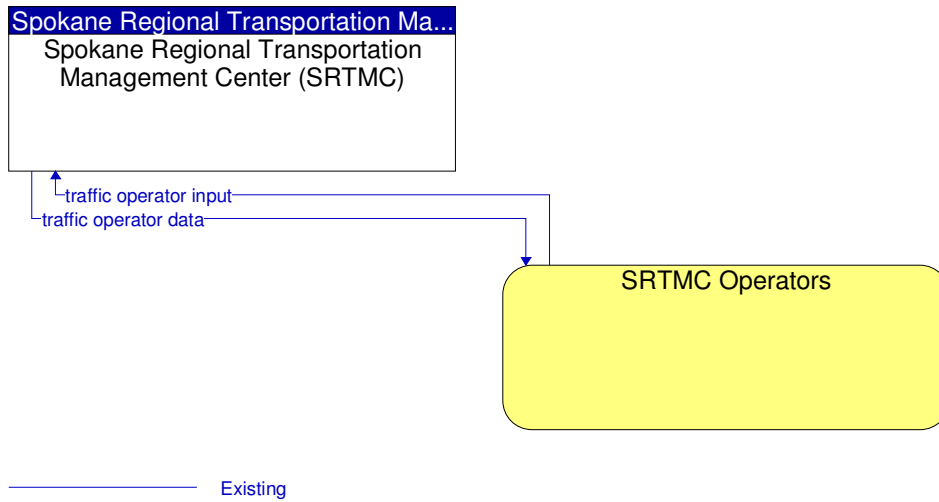 Spokane Regional Transportation Ma...
Spokane Regional Transportation
Management Center (SRTMC)
traffic operator input
traffic operator data
SRTMC Operators
Existing